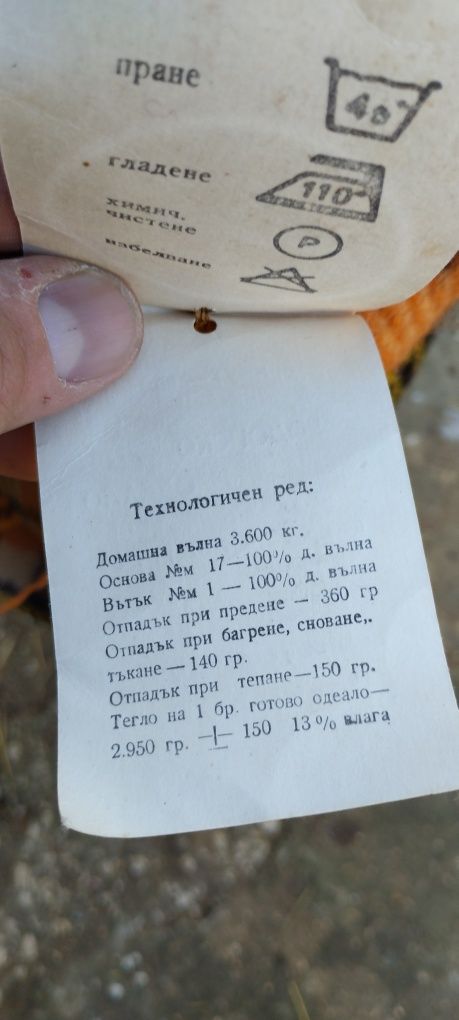 пране
40°
гладене
110°
химич.
чистене
P
избелване
Технологичен ред:
Домашна вълна 3.600 кг.
Основа №м 17—100% д. вълна
Вътък №м 1 — 100% д. вълна
Отпадък при предене — 360 гр
Отпадък при багрене, сноване,.
тъкане — 140 гр.
Отпадък при тепане—150 гр.
Тегло на 1 бр. готово одеало—
2.950 гр. +|- 150 13% влага